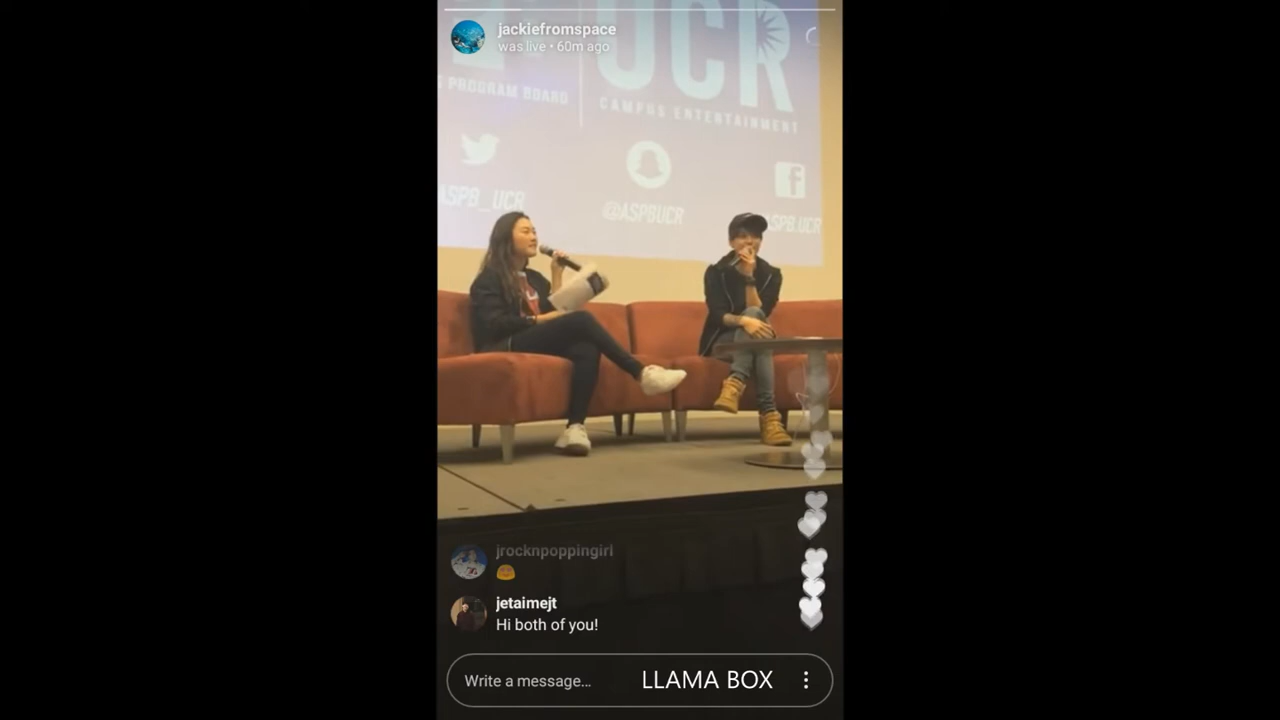 jackiefromspace
was live • 60m ago
UCR
PROGRAM BOARD
CAMPUS ENTERTAINMENT
ASPB_UCR
@ASPBUCR
ASPB.UCR
jrocknpoppingirl
jetaimejt
Hi both of you!
Write a message...
LLAMA BOX